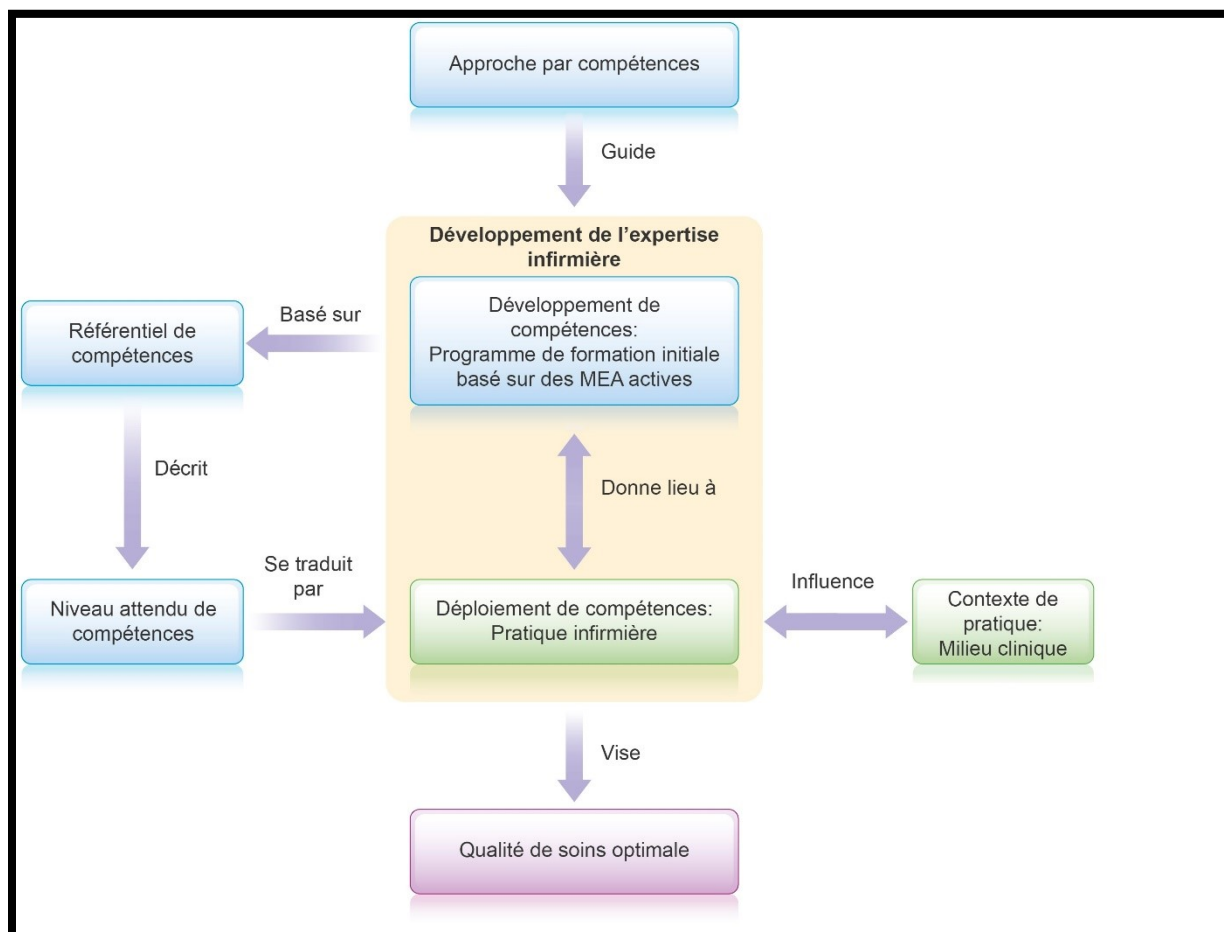 Approche par compétences
Guide
Développement de l’expertise
infirmière
Développement de
compétences:
Programme de formation initiale
basé sur des MEA actives
Basé sur
Référentiel de
compétences
Décrit
Donne lieu à
Niveau attendu de
compétences
Se traduit
par
Déploiement de compétences:
Pratique infirmière
Influence
Contexte de
pratique:
Milieu clinique
Vise
Qualité de soins optimale